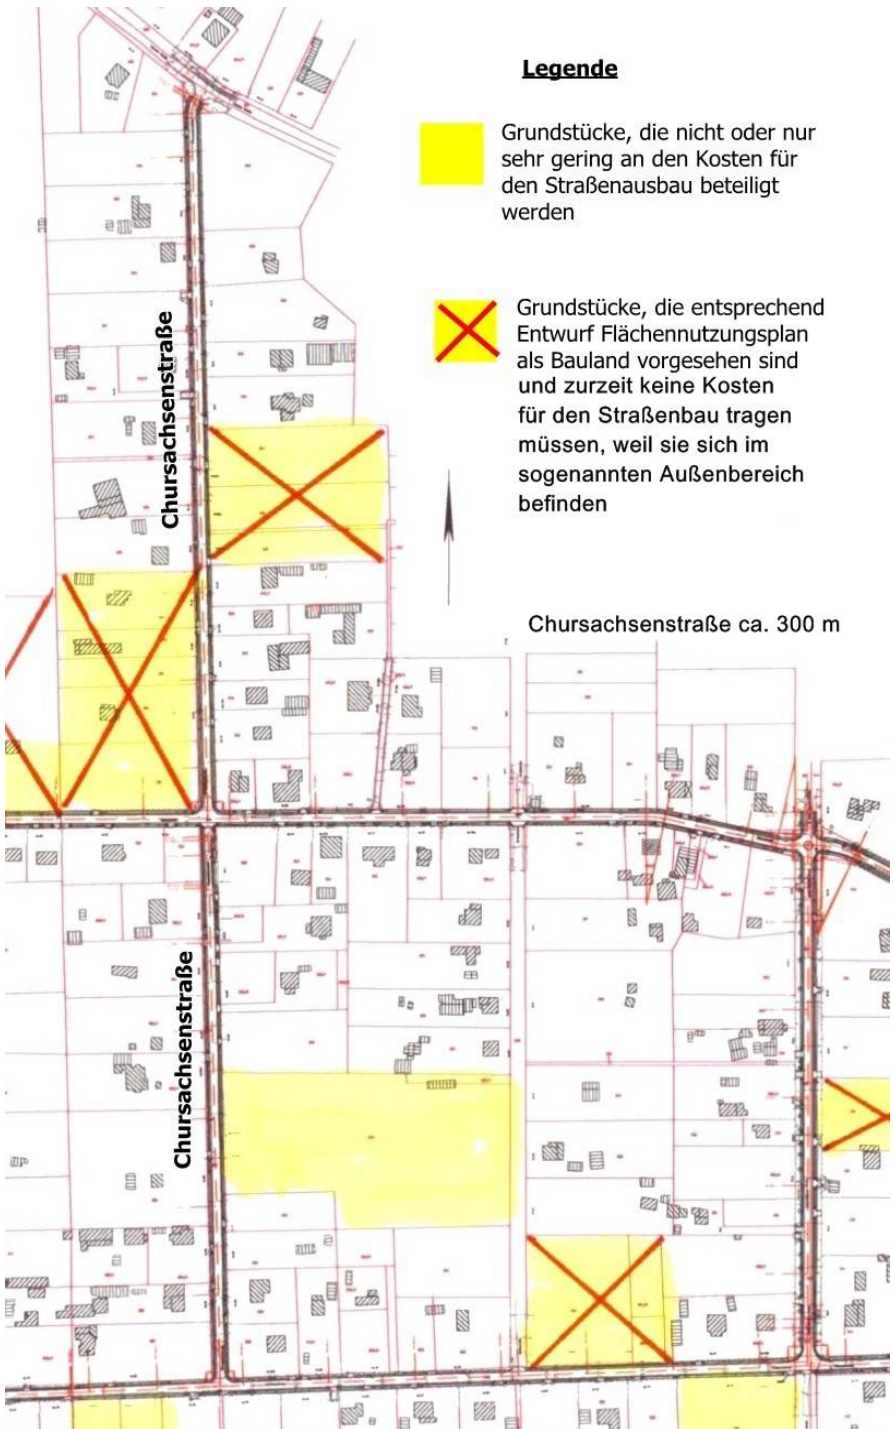 Legende
Grundstücke, die nicht oder nur
sehr gering an den Kosten für
den Straßenausbau beteiligt
werden
Grundstücke, die entsprechend
Entwurf Flächennutzungsplan
als Bauland vorgesehen sind
und zurzeit keine Kosten
für den Straßenbau tragen
müssen, weil sie sich im
sogenannten Außenbereich
befinden
Chursachsenstraße
Chursachsenstraße ca. 300 m
Chursachsenstraße